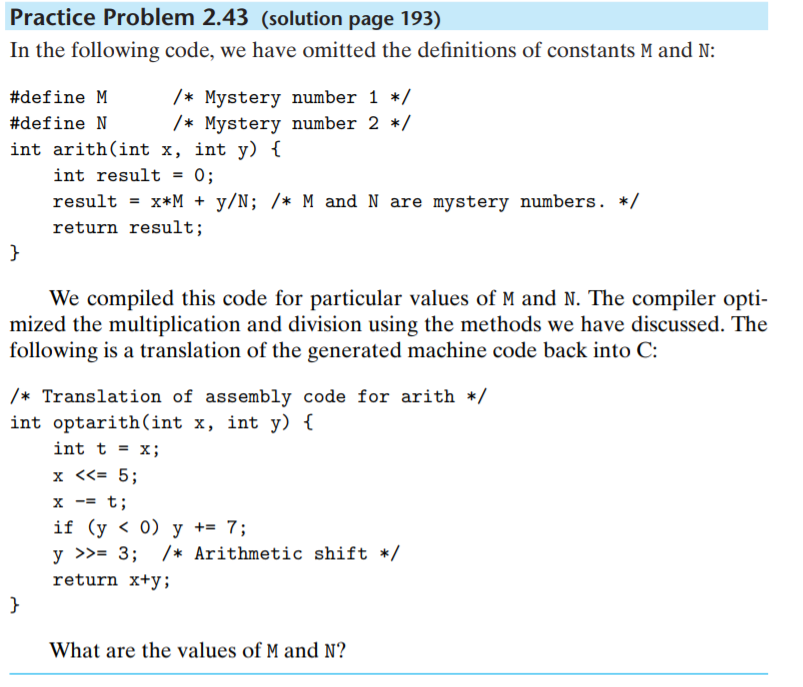 Practice Problem 2.43 (solution page 193)
In the following code, we have omitted the definitions of constants M and N:
#define M /* Mystery number 1 */
#define N /* Mystery number 2 */
int arith(int x, int y) {
int result = 0;
result = x*M + y/N; /* M and N are mystery numbers. */
return result;
}
We compiled this code for particular values of M and N. The compiler opti-
mized the multiplication and division using the methods we have discussed. The
following is a translation of the generated machine code back into C:
/* Translation of assembly code for arith */
int optarith(int x, int y) {
int t = x;
x <<= 5;
x -= t;
if (y < 0) y += 7;
y >>= 3; /* Arithmetic shift */
return x+y;
}
What are the values of M and N?